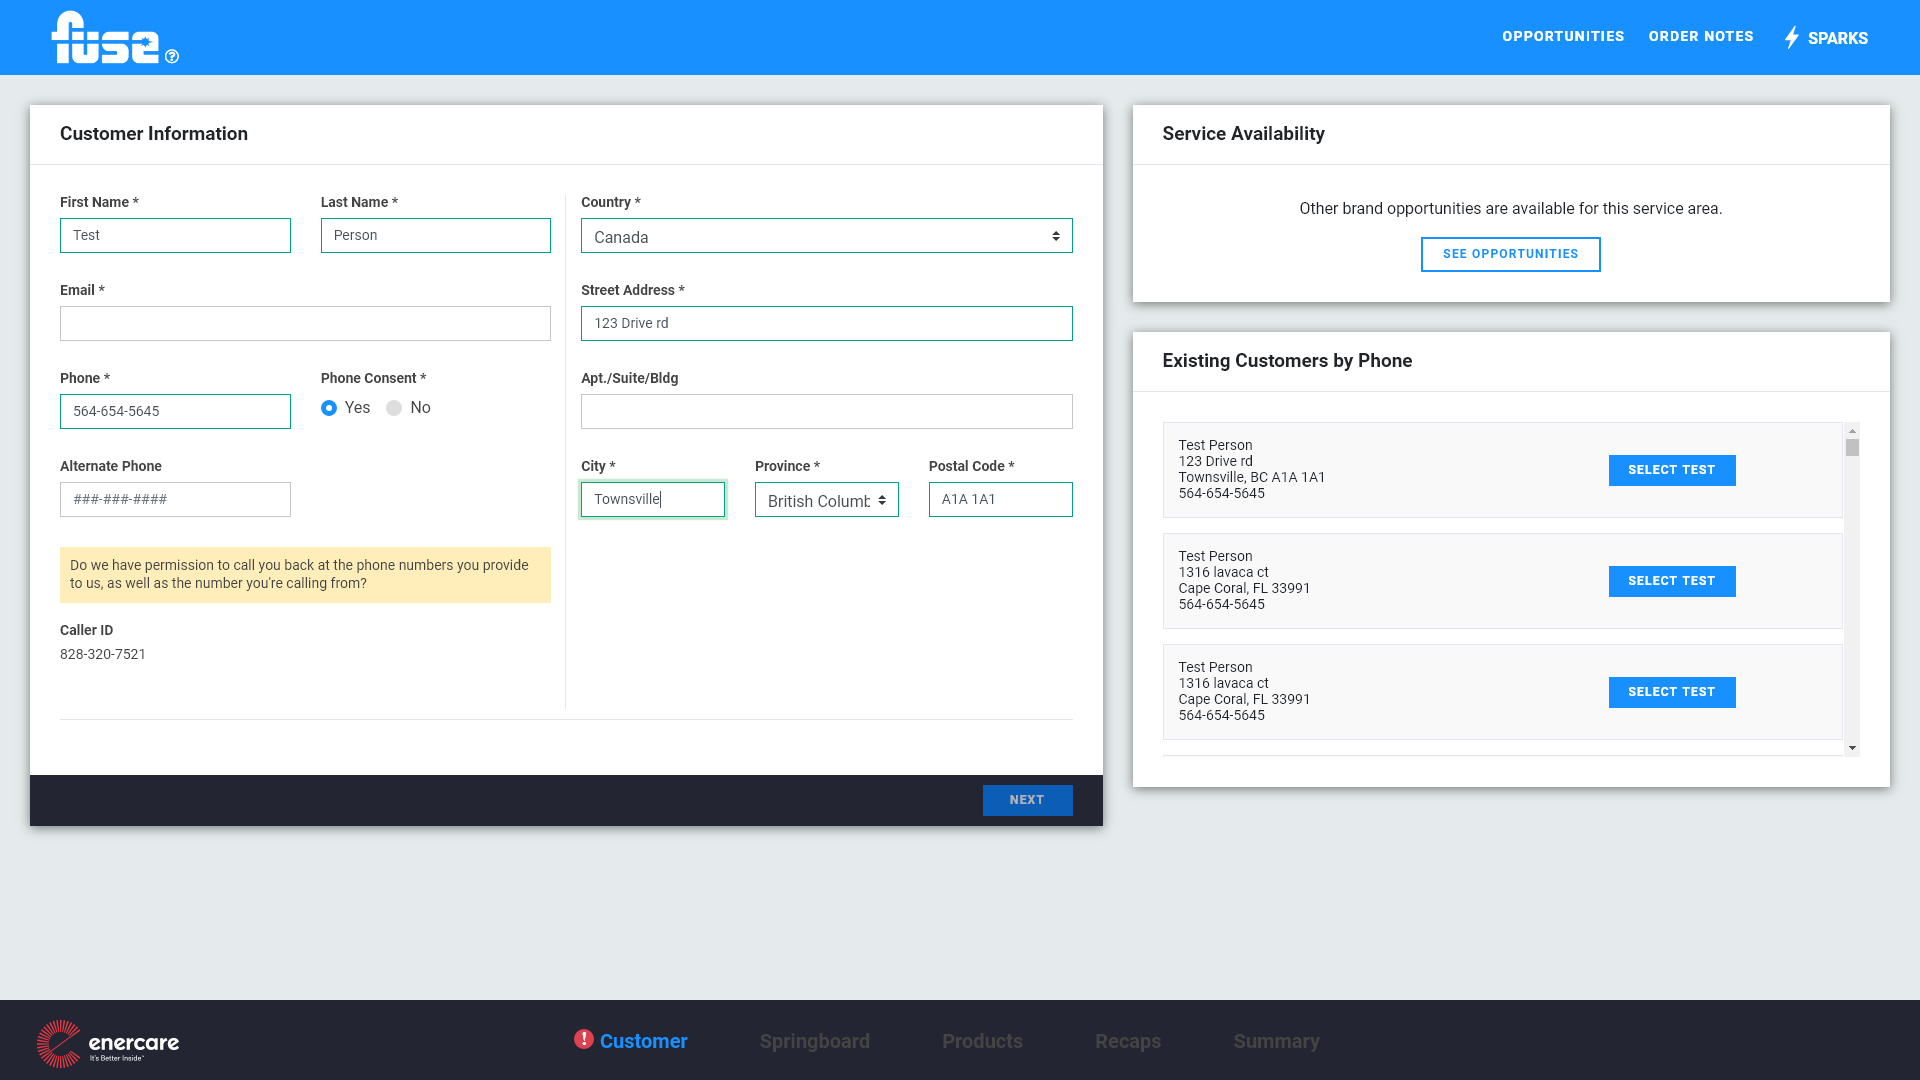 fuse
OPPORTUNITIES
ORDER NOTES
SPARKS
Customer Information
First Name *
Last Name *
Test
Person
Email *
Phone *
Phone Consent *
564-654-5645
Yes
No
Alternate Phone
###-###-####
Do we have permission to call you back at the phone numbers you provide
to us, as well as the number you're calling from?
Caller ID
828-320-7521
Country *
Canada
Street Address *
123 Drive rd
Apt./Suite/Bldg
City *
Province *
Postal Code *
Townsville
British Columb
A1A 1A1
NEXT
Service Availability
Other brand opportunities are available for this service area.
SEE OPPORTUNITIES
Existing Customers by Phone
Test Person
123 Drive rd
Townsville, BC A1A 1A1
564-654-5645
SELECT TEST
Test Person
1316 lavaca ct
Cape Coral, FL 33991
564-654-5645
SELECT TEST
Test Person
1316 lavaca ct
Cape Coral, FL 33991
564-654-5645
SELECT TEST
enercare
It's Better Inside™
Customer
Springboard
Products
Recaps
Summary